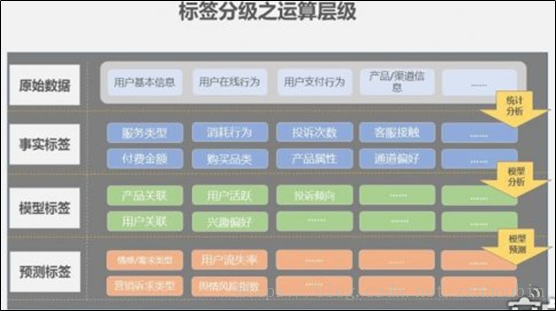 标签分级之运算层级
原始数据
用户基本信息
用户在线行为
用户支付行为
产品/渠道信
息
……
统计
分析
事实标签
服务类型
消耗行为
投诉次数
客服接触
……
付费金额
购买品类
产品属性
通道偏好
……
模型
分析
模型标签
产品关联
用户活跃
投诉倾向
……
……
用户关联
兴趣偏好
……
……
……
模型
预测
预测标签
情感/需求类型
用户流失率
……
……
……
营销诉求类型
舆情风险指数
……
……
……